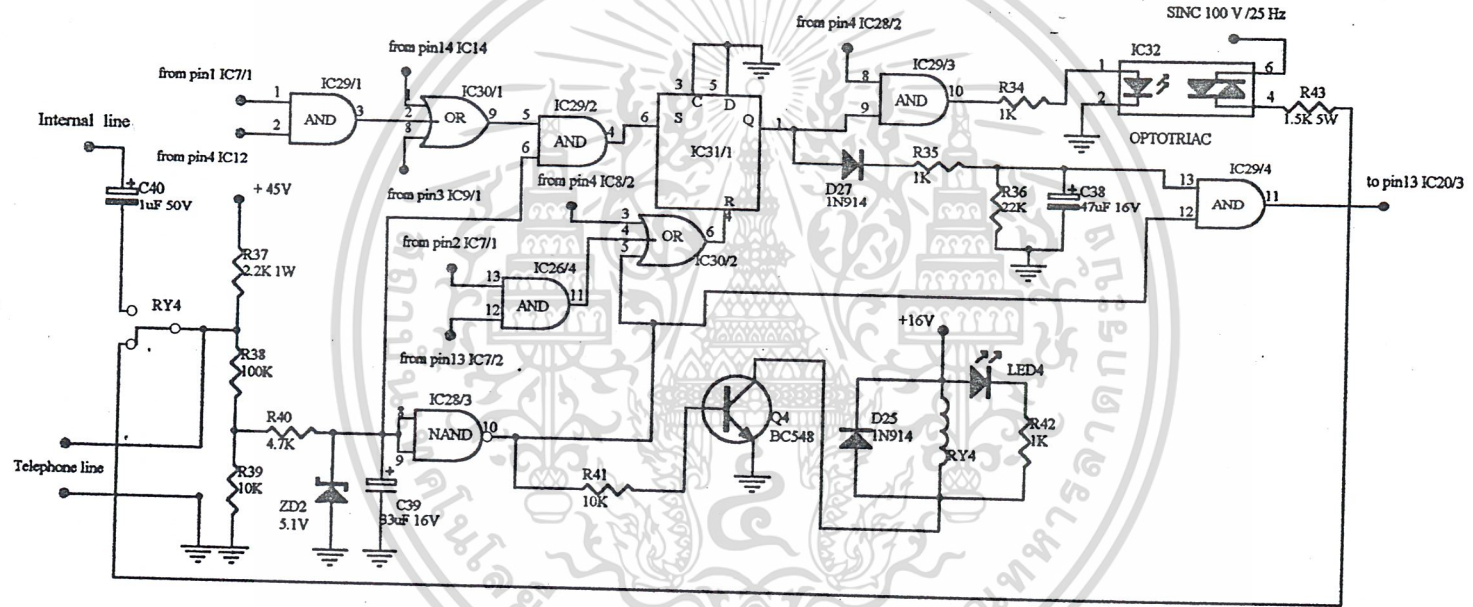 SINC 100 V /25 Hz
from pin4 IC28/2
from pin14 IC14
IC32
from pin1 IC7/1
IC29/1
IC30/1
IC29/2
IC29/3
R34
1K
1
2
6
4
R43
1.5K 5W
OPTOTRIAC
1
2
3
AND
1
2
8
OR
9
5
6
AND
4
6
3
5
C
D
S
Q
1
IC31/1
R
4
8
9
AND
10
Internal line
from pin4 IC12
from pin3 IC9/1
from pin4 IC8/2
C40
1uF 50V
+
+ 45V
R37
2.2K 1W
D27
1N914
R35
1K
R36
22K
+
C38
47uF 16V
IC29/4
13
12
AND
11
to pin13 IC20/3
from pin2 IC7/1
3
4
5
OR
6
IC30/2
IC26/4
13
12
AND
11
from pin13 IC7/2
RY4
R38
100K
+16V
LED4
IC28/3
8
9
NAND
10
R40
4.7K
Q4
BC548
D25
1N914
RY4
R42
1K
Telephone line
R39
10K
ZD2
5.1V
+
C39
33uF 16V
R41
10K